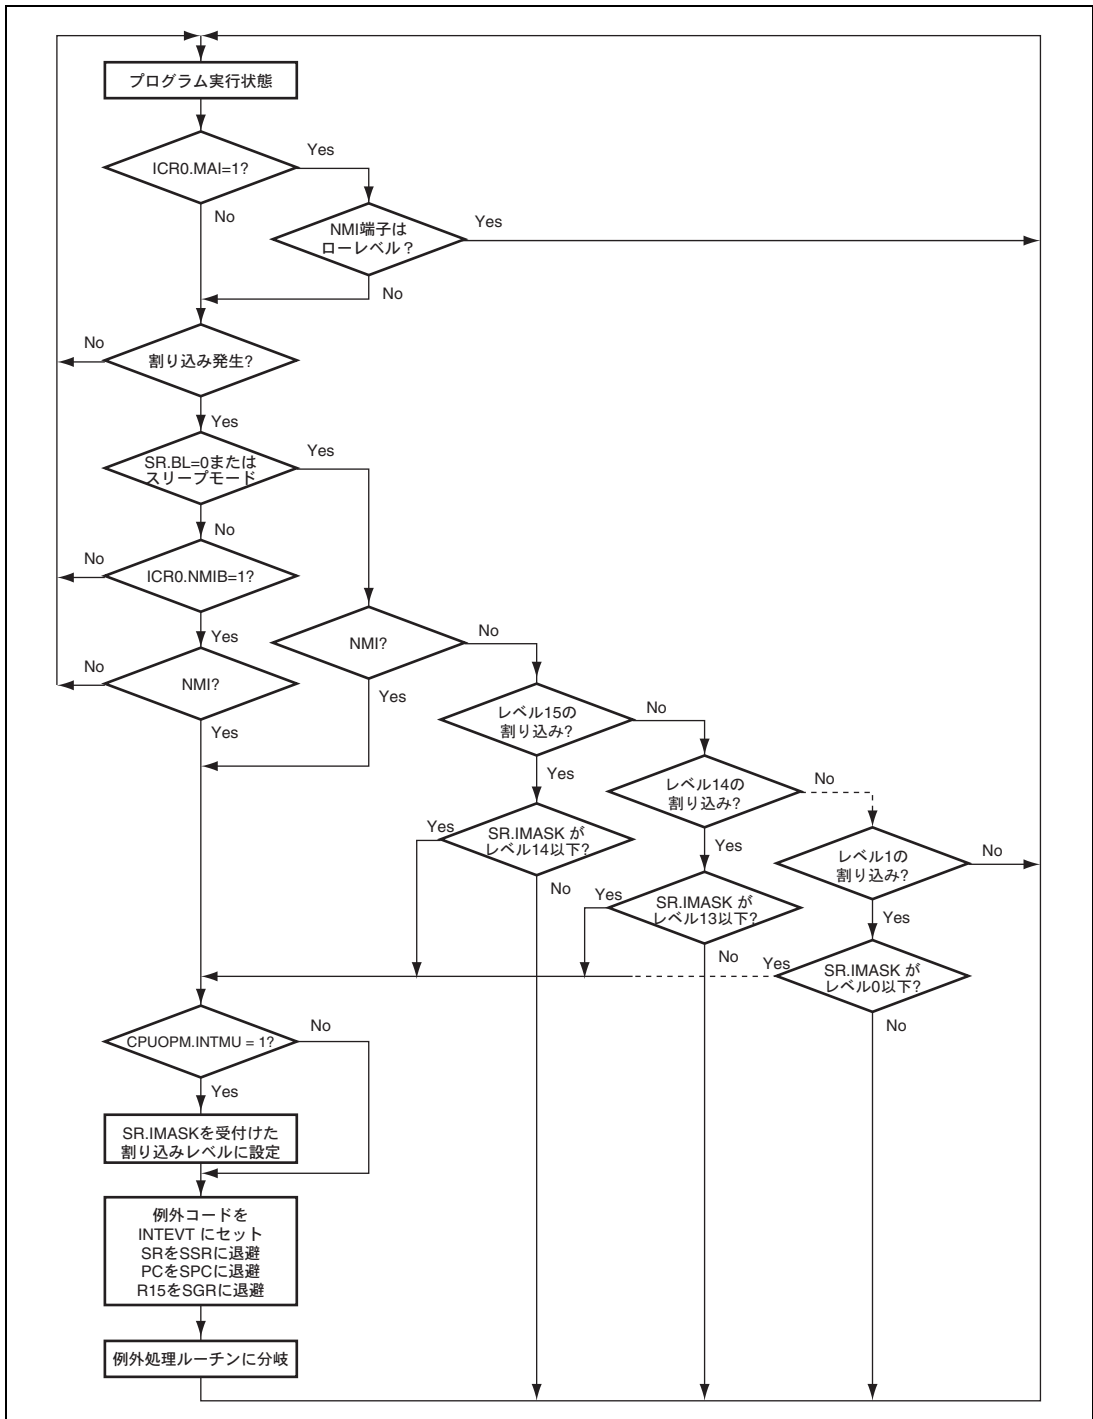 プログラム実行状態
ICR0.MAI=1?
Yes
No
NMI端子は
ローレベル？
Yes
No
割り込み発生?
No
Yes
SR.BL=0または
スリープモード
Yes
No
ICR0.NMIB=1?
No
Yes
NMI?
No
Yes
NMI?
No
Yes
レベル15の
割り込み?
No
Yes
レベル14の
割り込み?
No
Yes
SR.IMASK が
レベル14以下?
Yes
No
レベル1の
割り込み?
No
Yes
SR.IMASK が
レベル13以下?
Yes
No
SR.IMASK が
レベル0以下?
Yes
No
CPUOPM.INTMU = 1?
No
Yes
SR.IMASKを受付けた
割り込みレベルに設定
例外コードを
INTEVT にセット
SRをSSRに退避
PCをSPCに退避
R15をSGRに退避
例外処理ルーチンに分岐